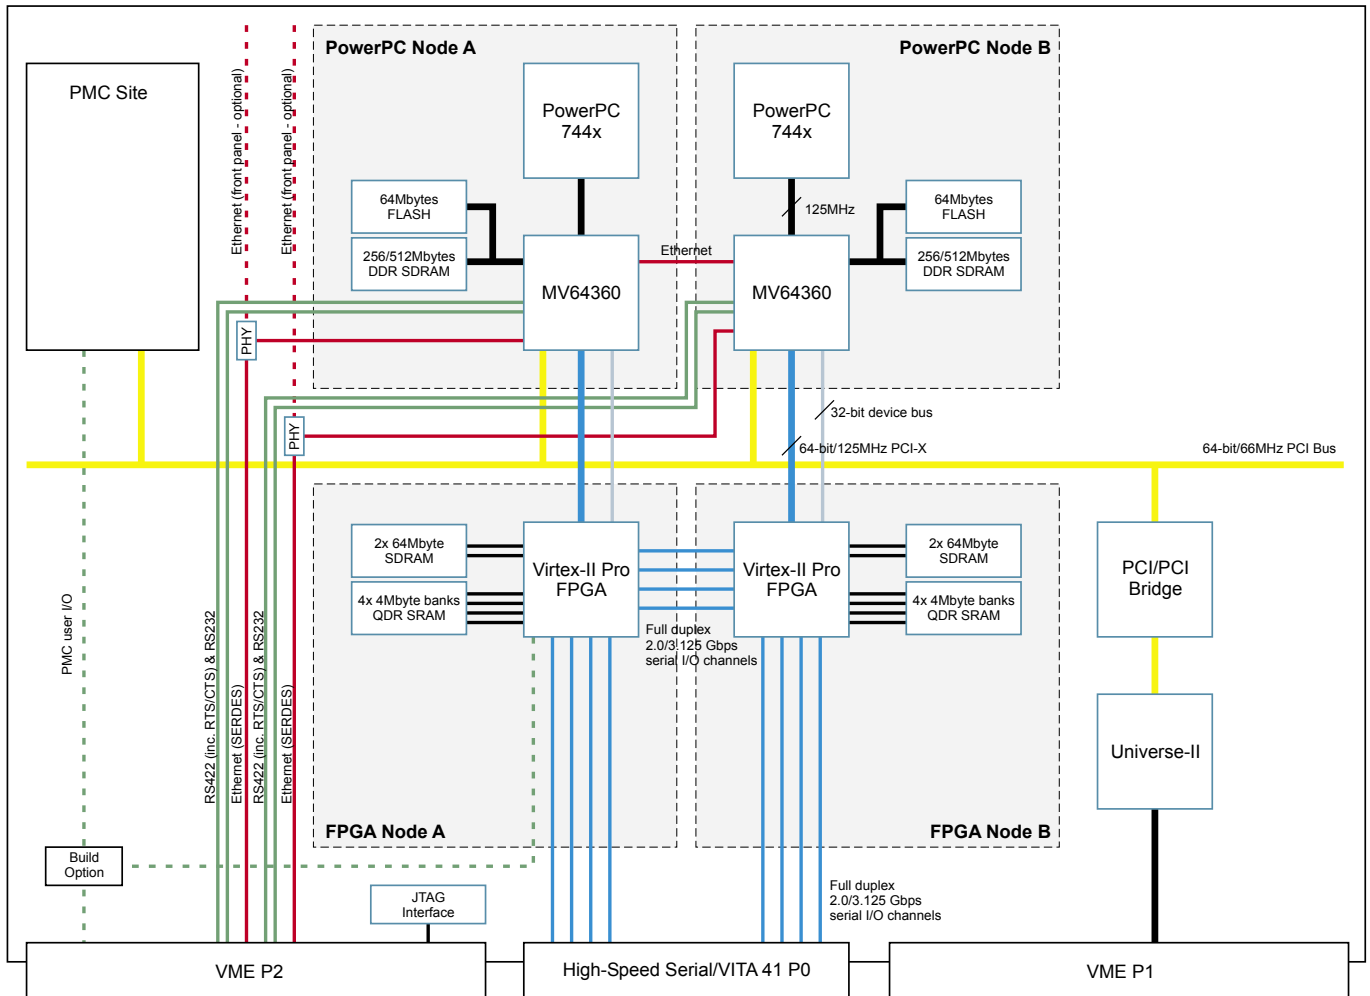 PowerPC Node A
PowerPC Node B
PMC Site
Ethernet (front panel - optional)
Ethernet (front panel - optional)
PowerPC
744x
PowerPC
744x
64Mbytes
FLASH
125MHz
64Mbytes
FLASH
256/512Mbytes
DDR SDRAM
Ethernet
256/512Mbytes
DDR SDRAM
MV64360
MV64360
PHY
PHY
32-bit device bus
64-bit/125MHz PCI-X
64-bit/66MHz PCI Bus
2x 64Mbyte
SDRAM
Virtex-II Pro
FPGA
Virtex-II Pro
FPGA
2x 64Mbyte
SDRAM
PCI/PCI
Bridge
4x 4Mbyte banks
QDR SRAM
4x 4Mbyte banks
QDR SRAM
Full duplex
2.0/3.125 Gbps
serial I/O channels
PMC user I/O
RS422 (inc. RTS/CTS) & RS232
Ethernet (SERDES)
RS422 (inc. RTS/CTS) & RS232
Ethernet (SERDES)
Universe-II
FPGA Node A
FPGA Node B
Build
Option
JTAG
Interface
Full duplex
2.0/3.125 Gbps
serial I/O channels
VME P2
High-Speed Serial/VITA 41 P0
VME P1